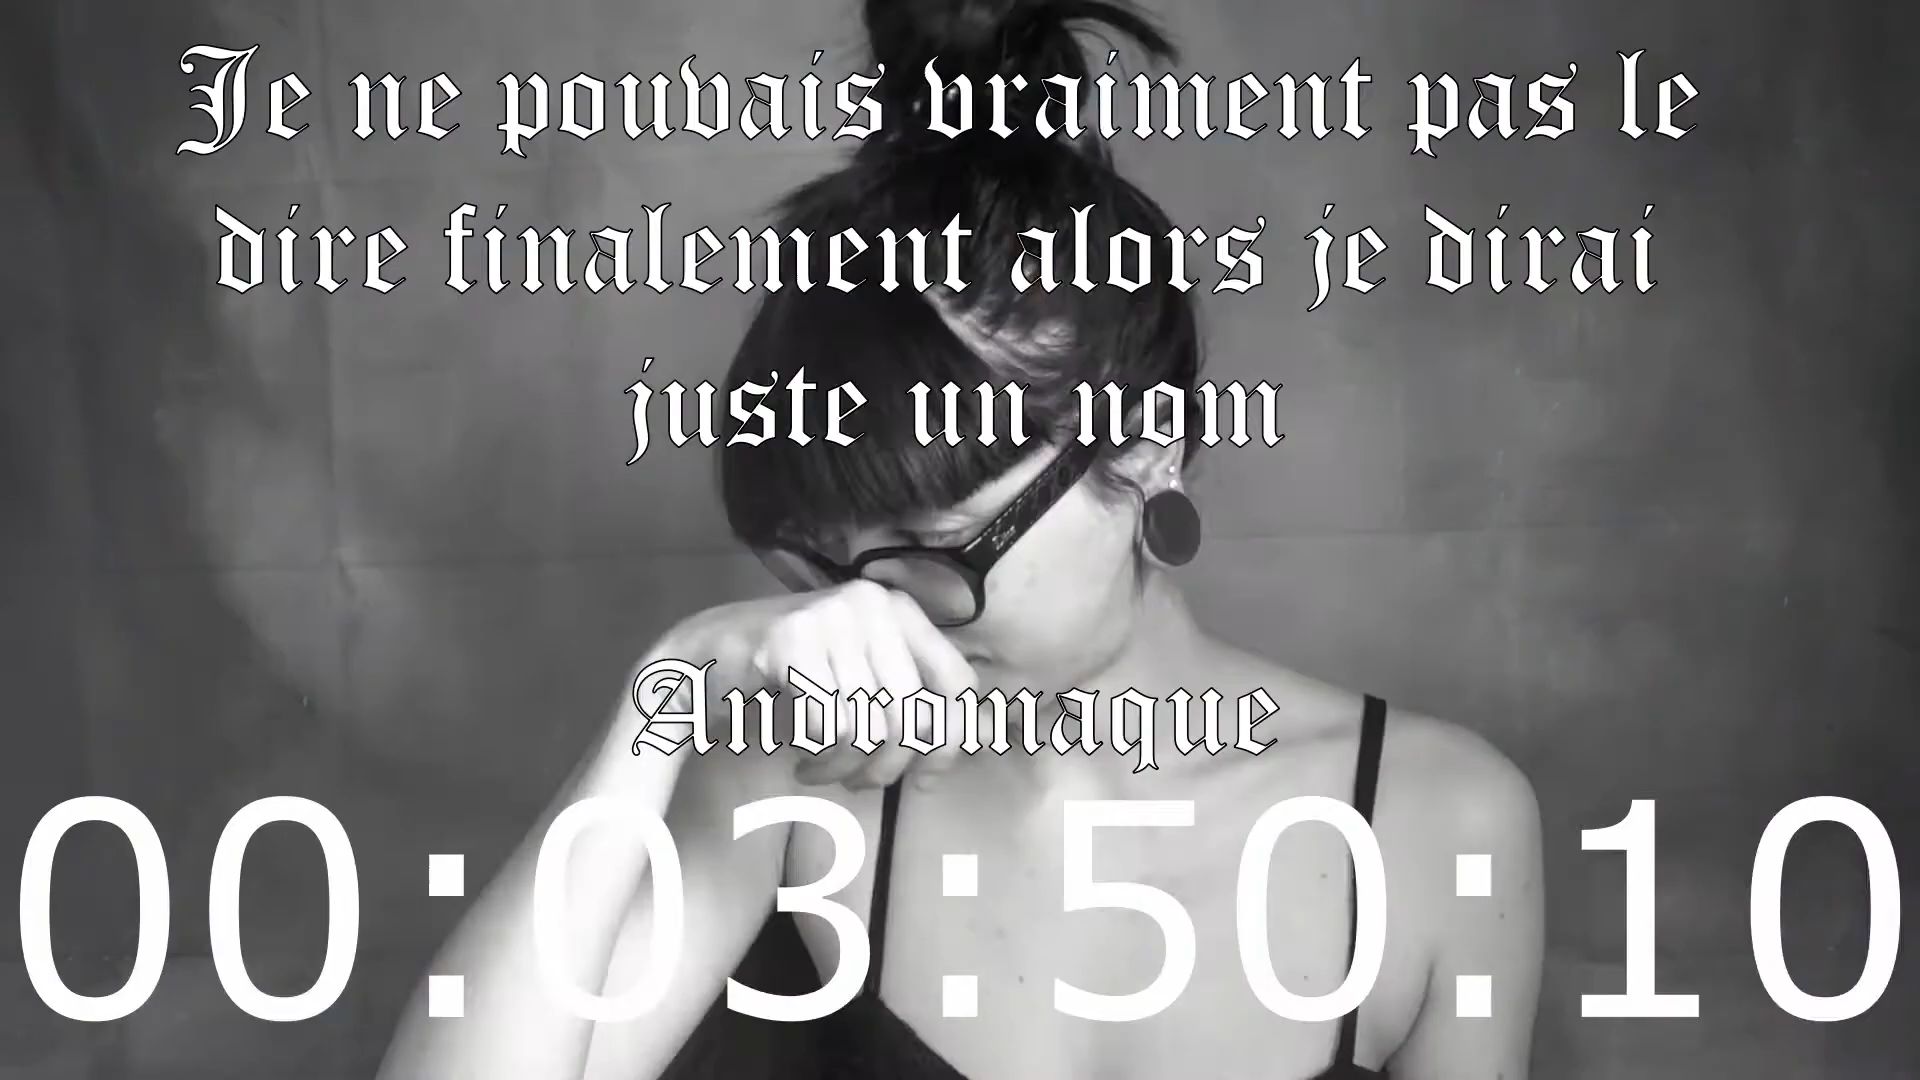 Je ne pouvais vraiment pas le
dire finalement alors je dirai
juste un nom
Andromaque
00:03:50:10